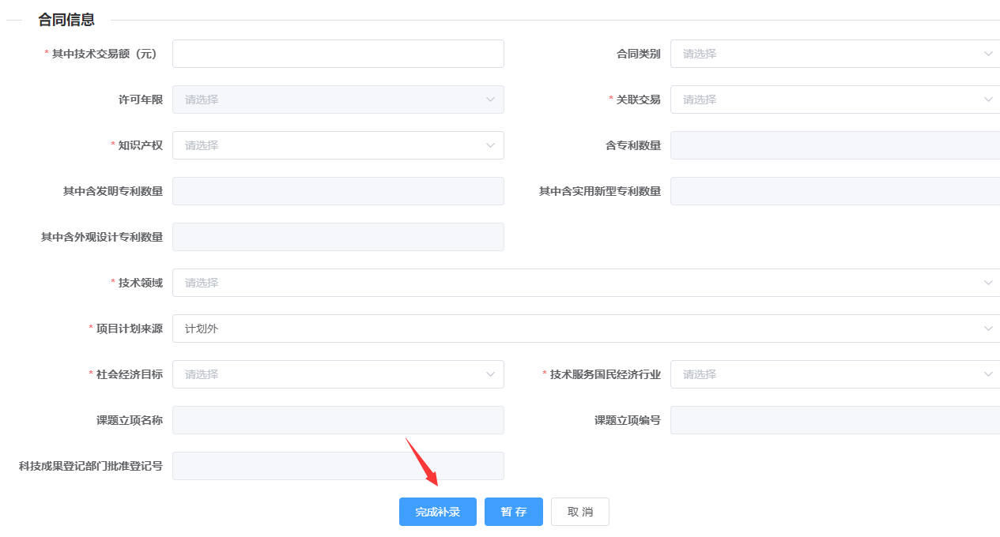 合同信息
* 其中技术交易额（元）
合同类别 请选择
许可年限 请选择
* 关联交易 请选择
* 知识产权 请选择
含专利数量
其中含发明专利数量
其中含实用新型专利数量
其中含外观设计专利数量
* 技术领域 请选择
* 项目计划来源 计划外
* 社会经济目标 请选择
* 技术服务国民经济行业 请选择
课题立项名称
课题立项编号
科技成果登记部门批准登记号
完成补录 暂 存 取 消